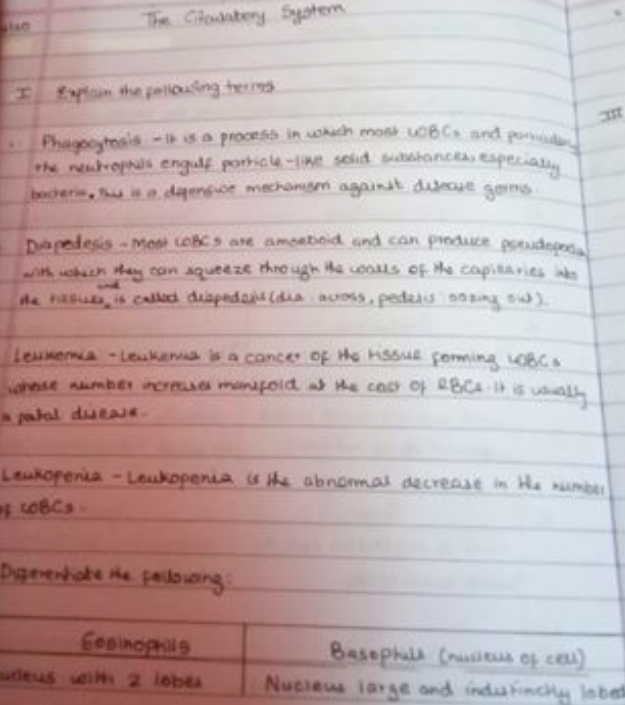 The Circulatory System
I Explain the following terms
Phagocytosis - It is a process in which most WBCs and
the neutrophils engulf particle-like solid substances, especially
bacteria, this is a defensive mechanism against disease germs.
Diapedesis - Most WBCs are amoeboid and can produce pseudopodia
with which they can squeeze through the walls of the capillaries into
and
the tissues, is called diapedesis (dia: across, pedesis: oozing out).
Leukemia - Leukemia is a cancer of the tissue forming WBCs
whose number increases manifold at the cost of RBCs. It is usually
a fatal disease.
Leukopenia - Leukopenia is the abnormal decrease in the number
of WBCs.
Differentiate the following:
Eosinophils Basophils (nucleus of cell)
nucleus with 2 lobes Nucleus large and indistinctly lobed
III